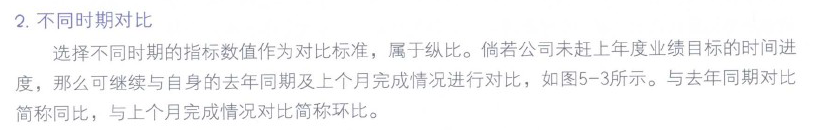 2. 不同时期对比
选择不同时期的指标数值作为对比标准，属于纵比。倘若公司未赶上年度业绩目标的时间进
度，那么可继续与自身的去年同期及上个月完成情况进行对比，如图5-3所示。与去年同期对比
简称同比，与上个月完成情况对比简称环比。